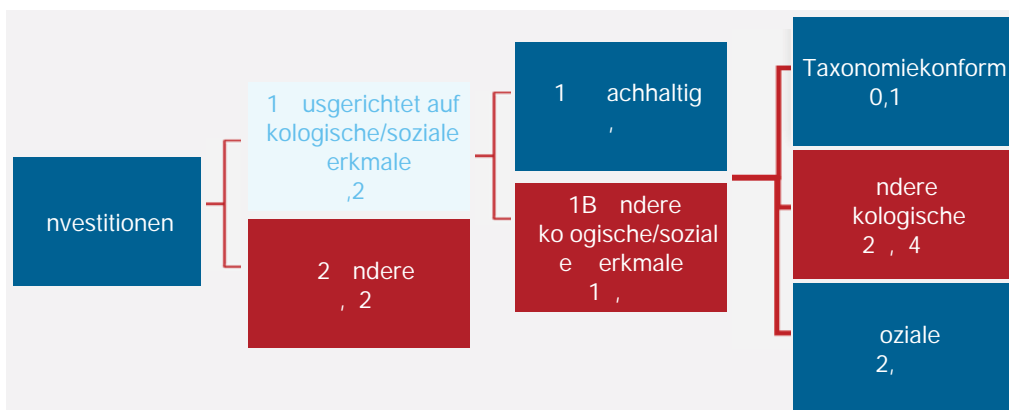 nvestitionen
1 usgerichtet auf
kologische/soziale
erkmale
,2
2 ndere
, 2
1 achhaltig
,
1B ndere
ko ogische/sozial
e erkmale
1 ,
Taxonomiekonform
0,1
ndere
kologische
2 , 4
oziale
2,